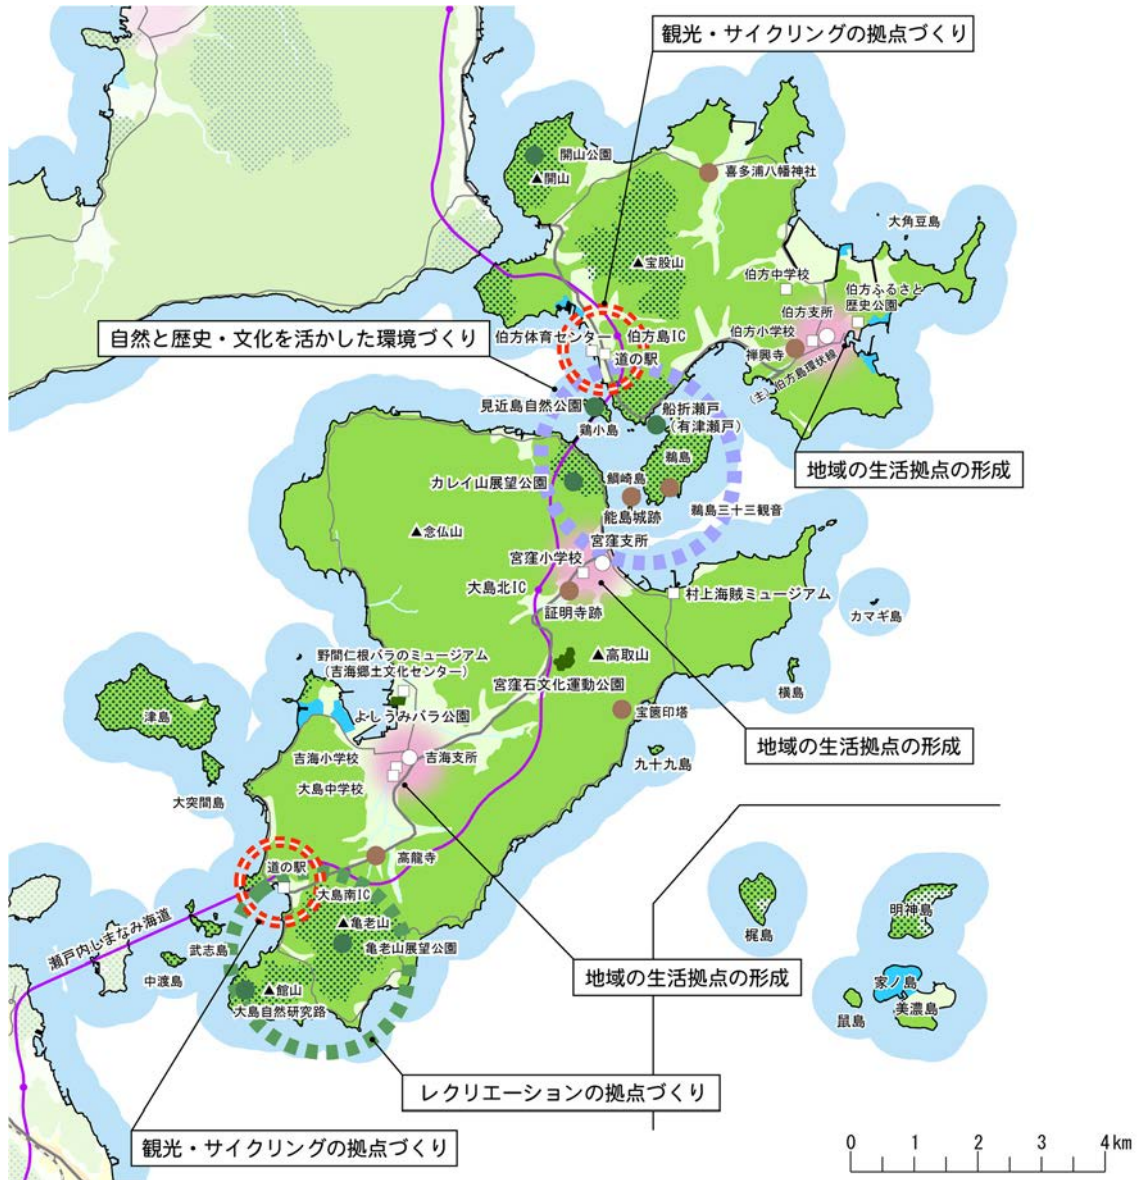 観光・サイクリングの拠点づくり
開山公園
▲開山
喜多浦八幡神社
大角豆島
▲宝股山
伯方中学校
伯方ふるさと
歴史公園
伯方支所
自然と歴史・文化を活かした環境づくり
伯方体育センター
伯方島IC
伯方小学校
道の駅
禅興寺
(主)伯方島環状線
見近島自然公園
船折瀬戸
(有津瀬戸)
鶏小島
鵜島
地域の生活拠点の形成
カレイ山展望公園
鯛崎島
能島城跡
鵜島三十三観音
▲念仏山
宮窪支所
宮窪小学校
大島北IC
村上海賊ミュージアム
証明寺跡
カマギ島
野間仁根バラのミュージアム
(吉海郷土文化センター)
▲高取山
宮窪石文化運動公園
横島
津島
よしうみバラ公園
宝篋印塔
地域の生活拠点の形成
吉海小学校
吉海支所
九十九島
大島中学校
大突間島
高龍寺
道の駅
大島南IC
瀬戸内しまなみ海道
武志島
▲亀老山
亀老山展望公園
中渡島
地域の生活拠点の形成
▲館山
大島自然研究路
梶島
明神島
家ノ島
美濃島
鼠島
レクリエーションの拠点づくり
観光・サイクリングの拠点づくり
0 1 2 3 4km